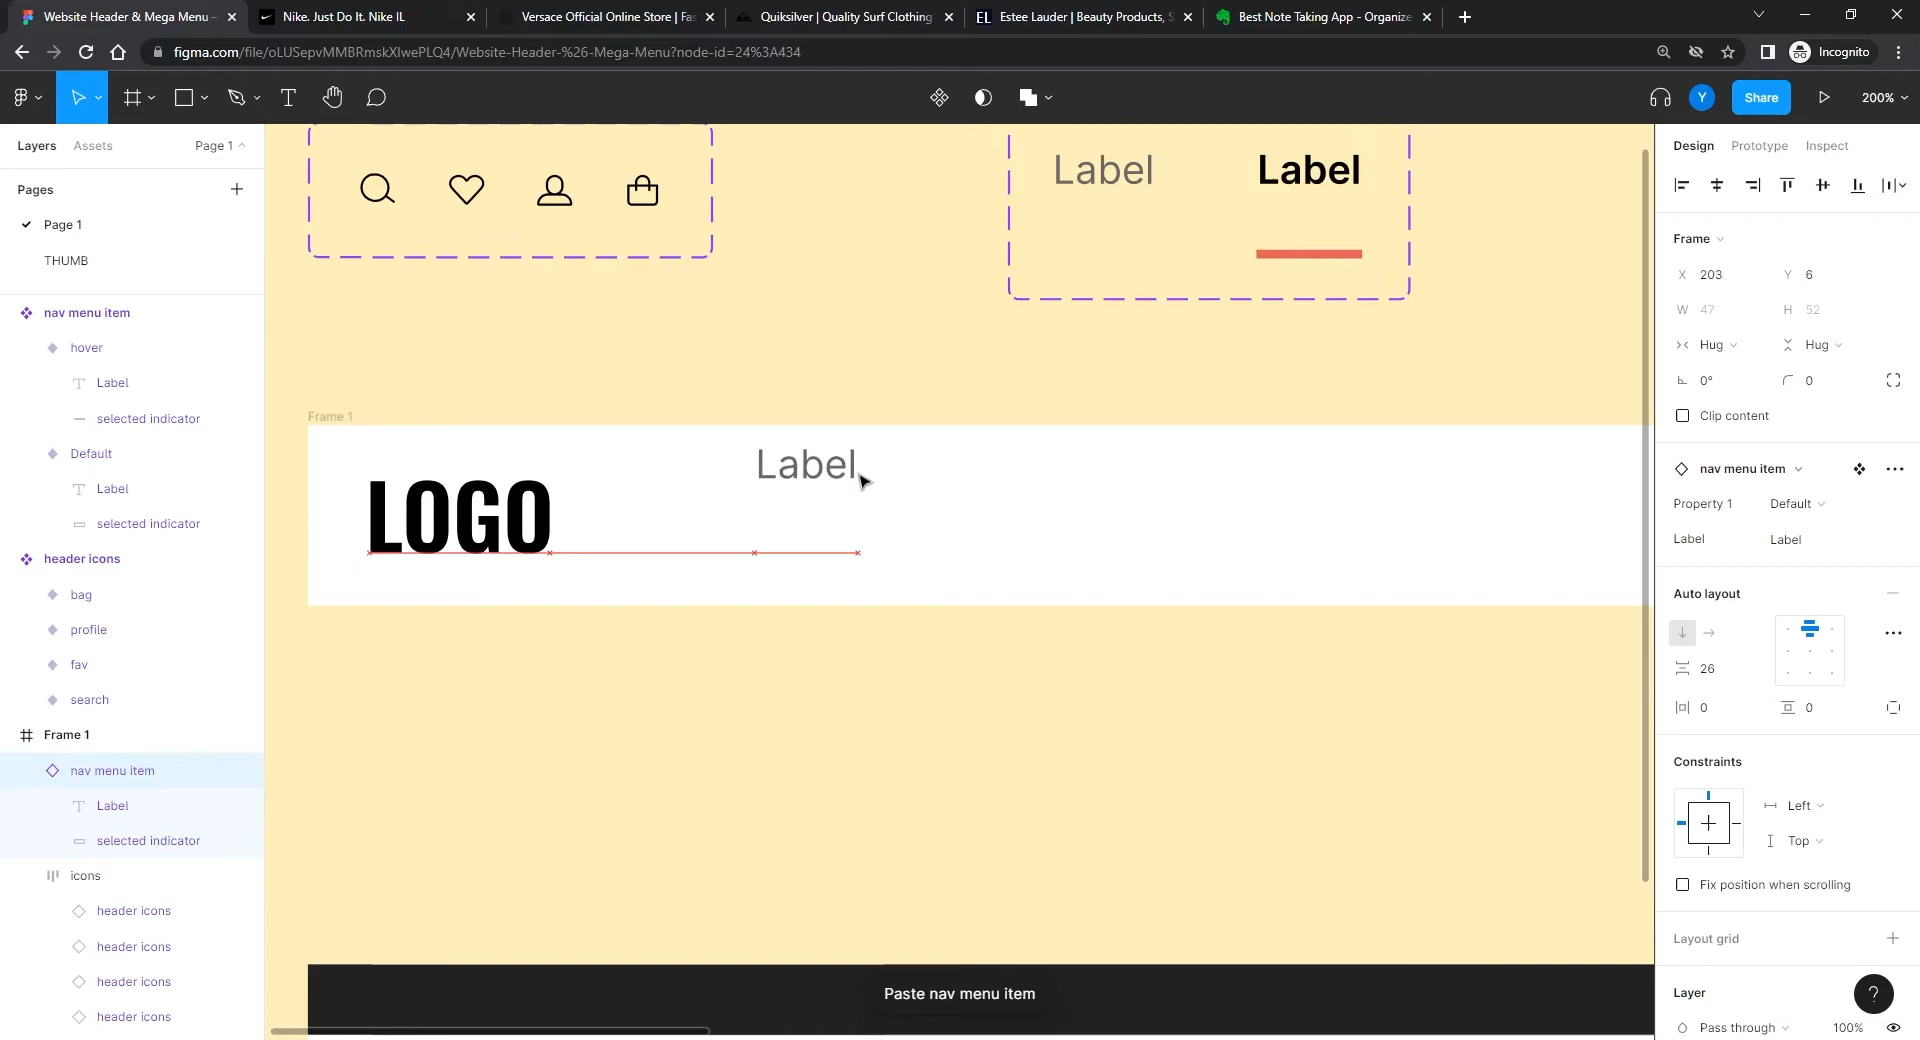 Website Header & Mega Menu –
Nike. Just Do It. Nike IL
Versace Official Online Store | Fas
Quiksilver | Quality Surf Clothing
EL Estee Lauder | Beauty Products, S
Best Note Taking App - Organize
figma.com/file/oLUSepvMMBRmskXlwePLQ4/Website-Header-%26-Mega-Menu?node-id=24%3A434
Incognito
Y
Share
200%
Layers
Assets
Page 1
Pages
Page 1
THUMB
nav menu item
hover
Label
selected indicator
Default
Label
selected indicator
header icons
bag
profile
fav
search
Frame 1
nav menu item
Label
selected indicator
icons
header icons
header icons
header icons
header icons
Label
Label
Frame 1
LOGO
Label
Paste nav menu item
Design
Prototype
Inspect
Frame
X 203
Y 6
W 47
H 52
Hug
Hug
0°
0
Clip content
nav menu item
Property 1
Default
Label
Label
Auto layout
26
0
0
Constraints
Left
Top
Fix position when scrolling
Layout grid
Layer
?
Pass through
100%